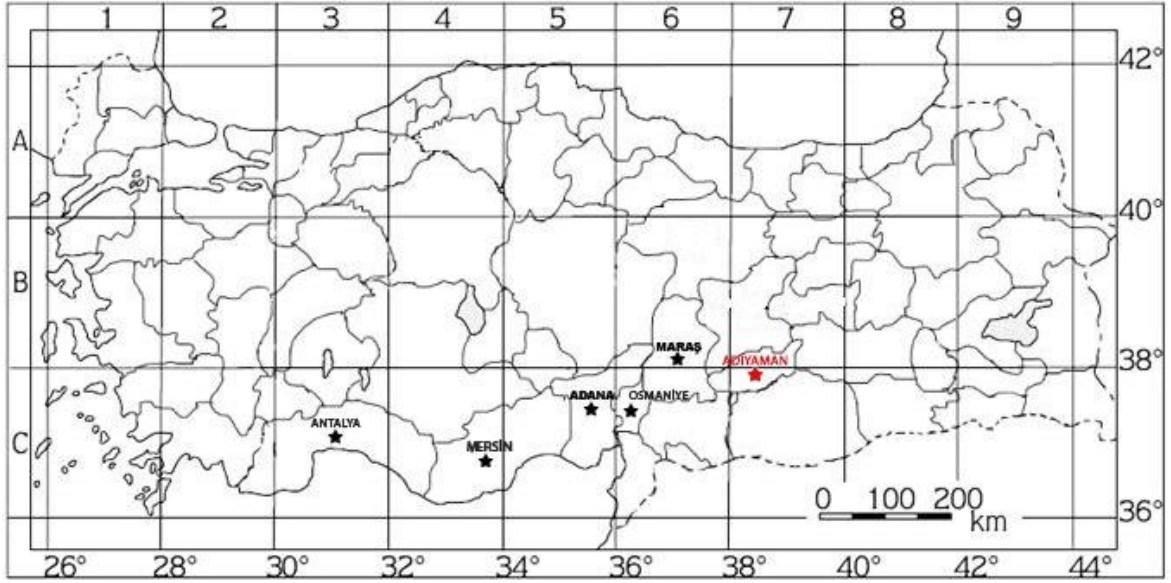 1 2 3 4 5 6 7 8 9
42°
A
40°
B
MARAŞ
ADIYAMAN
38°
ADANA
OSMANİYE
ANTALYA
C
MERSİN
0 100 200
km
36°
26° 28° 30° 32° 34° 36° 38° 40° 42° 44°